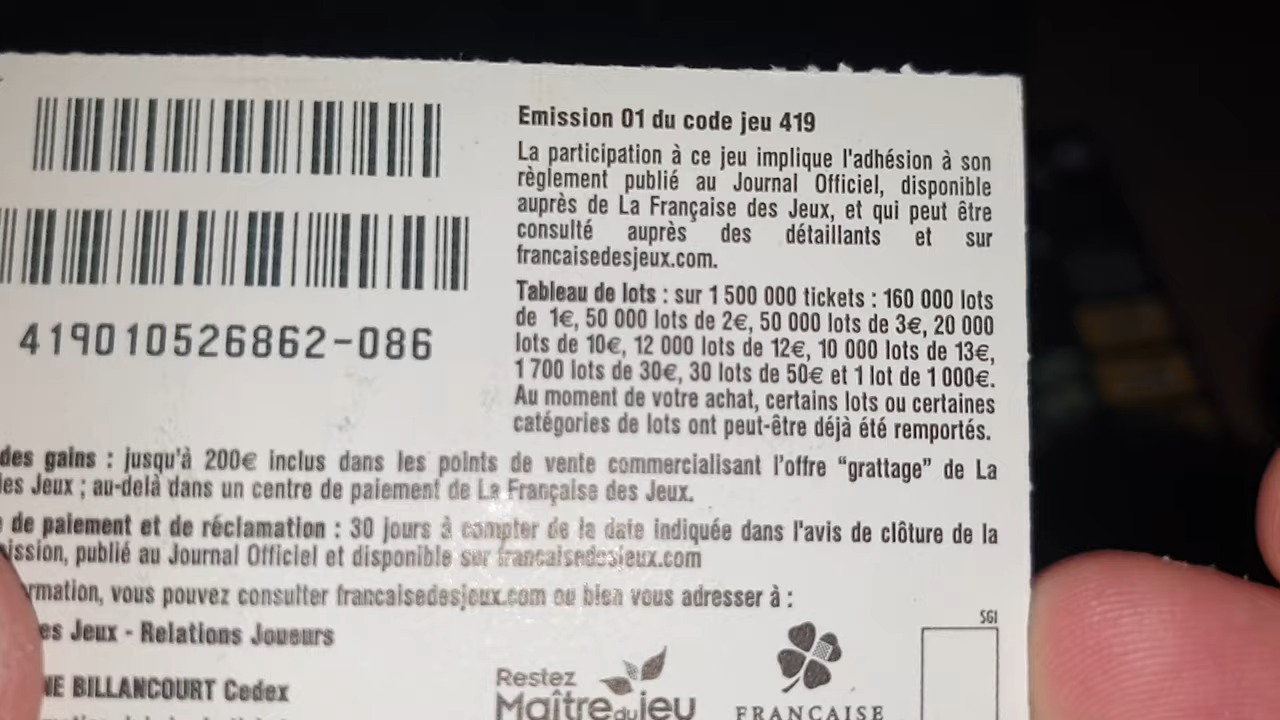 Emission 01 du code jeu 419
La participation à ce jeu implique l'adhésion à son
règlement publié au Journal Officiel, disponible
auprès de La Française des Jeux, et qui peut être
consulté auprès des détaillants et sur
francaisedesjeux.com.
Tableau de lots : sur 1 500 000 tickets : 160 000 lots
de 1€, 50 000 lots de 2€, 50 000 lots de 3€, 20 000
lots de 10€, 12 000 lots de 12€, 10 000 lots de 13€,
1 700 lots de 30€, 30 lots de 50€ et 1 lot de 1 000€.
Au moment de votre achat, certains lots ou certaines
catégories de lots ont peut-être déjà été remportés.
419010526862-086
des gains : jusqu'à 200€ inclus dans les points de vente commercialisant l'offre "grattage" de La
des Jeux ; au-delà dans un centre de paiement de La Française des Jeux.
de paiement et de réclamation : 30 jours à compter de la date indiquée dans l'avis de clôture de la
ission, publié au Journal Officiel et disponible sur francaisedesjeux.com
rmation, vous pouvez consulter francaisedesjeux.com ou bien vous adresser à :
es Jeux - Relations Joueurs
NE BILLANCOURT Cedex
Restez
Maître du jeu
FRANÇAISE
SGI